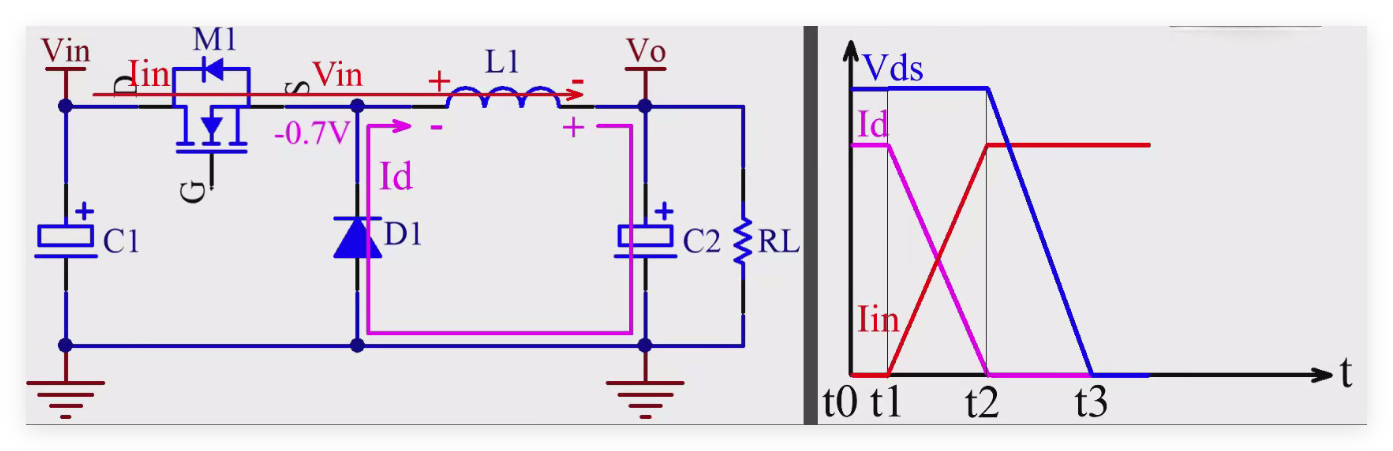 Vin
M1
D
Iin
S
Vin
+
L1
-
Vo
-0.7V
-
+
Id
G
+
C1
D1
+
C2
RL
Vds
Id
Iin
t
t0 t1 t2 t3